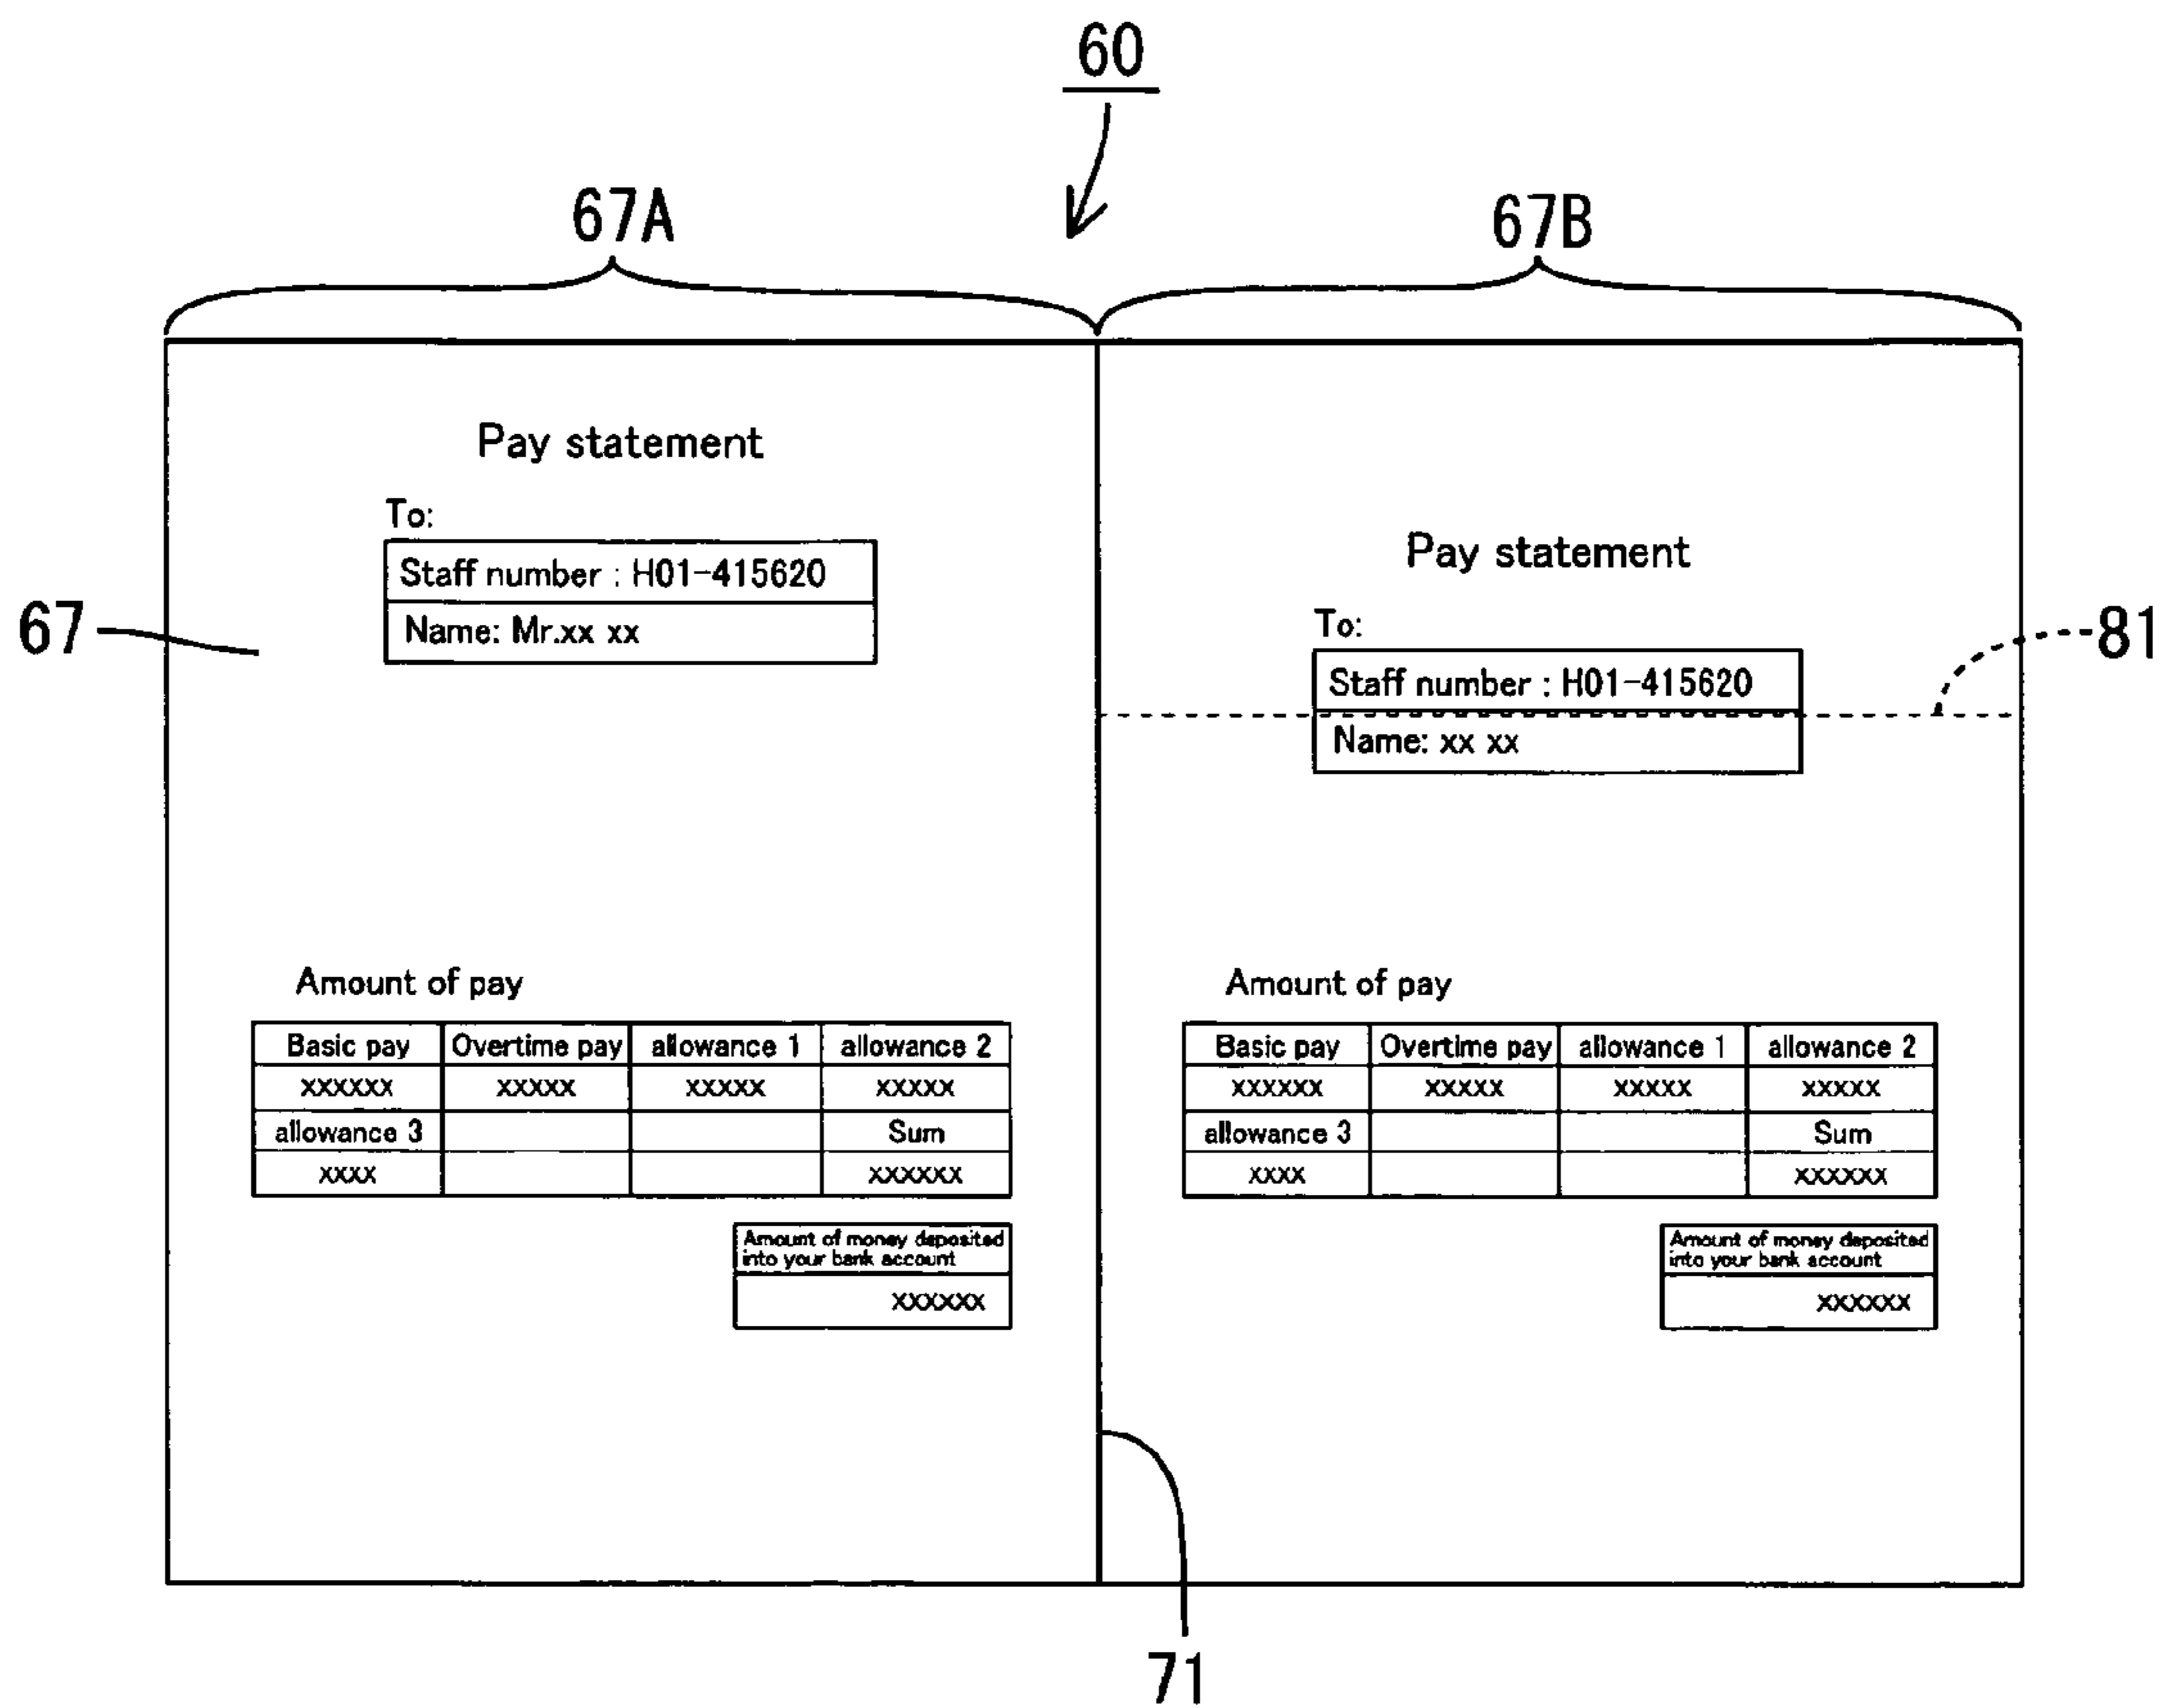 60
67A
67B
67
81
71
Pay statement
To:
Staff number : H01-415620
Name: Mr.xx xx
Amount of pay
Basic pay Overtime pay allowance 1 allowance 2
xxxxxx xxxxx xxxxx xxxxx
allowance 3 Sum
xxxx xxxxxx
Amount of money deposited
into your bank account
xxxxxx
Pay statement
To:
Staff number : H01-415620
Name: xx xx
Amount of pay
Basic pay Overtime pay allowance 1 allowance 2
xxxxxx xxxxx xxxxx xxxxx
allowance 3 Sum
xxxx xxxxxx
Amount of money deposited
into your bank account
xxxxxx